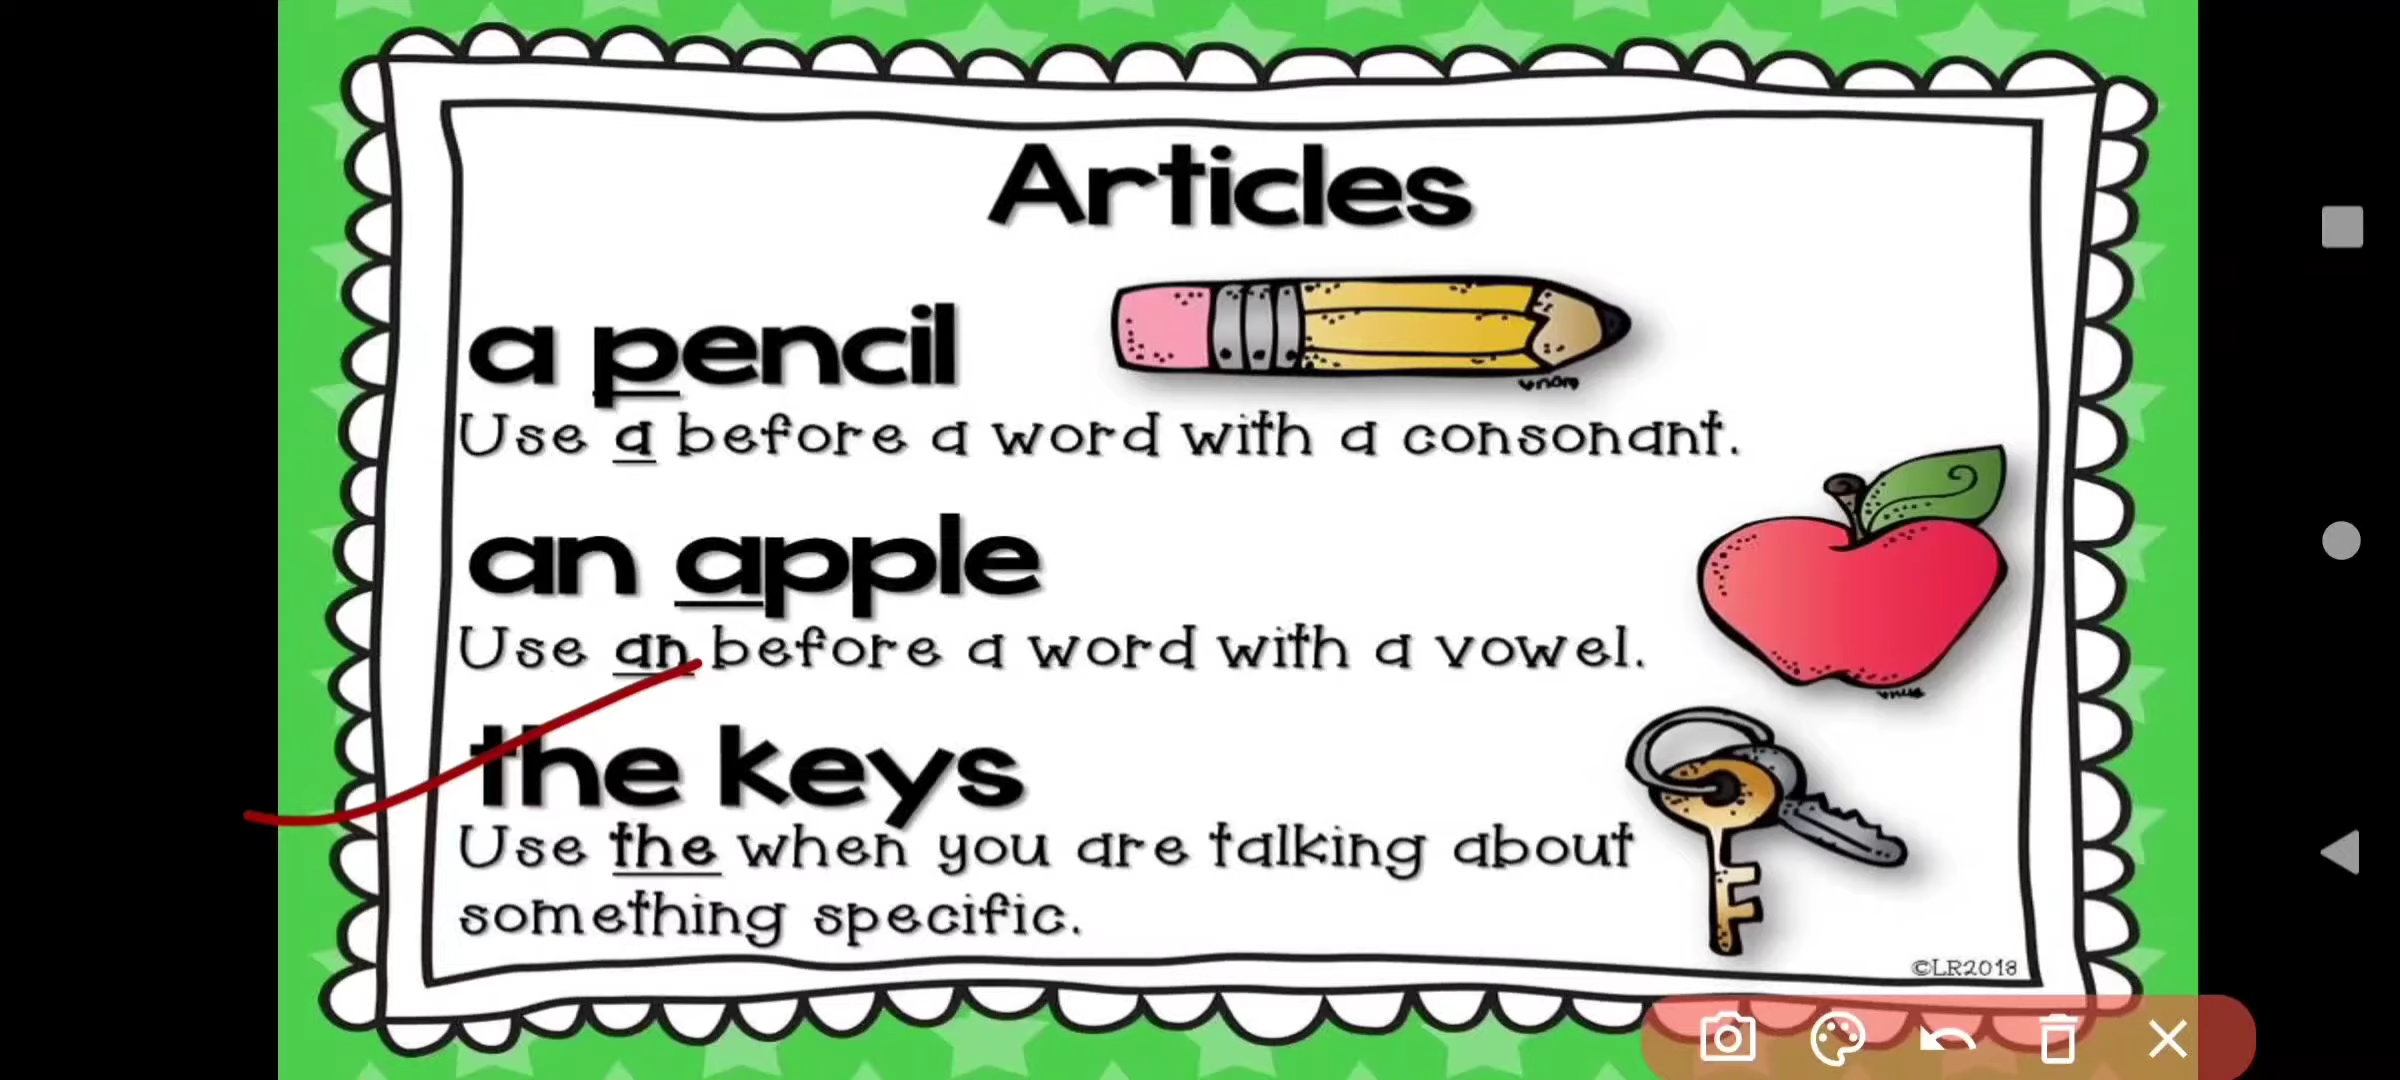 Articles
a pencil
Use a before a word with a consonant.
an apple
Use an before a word with a vowel.
the keys
Use the when you are talking about
something specific.
©LR2018